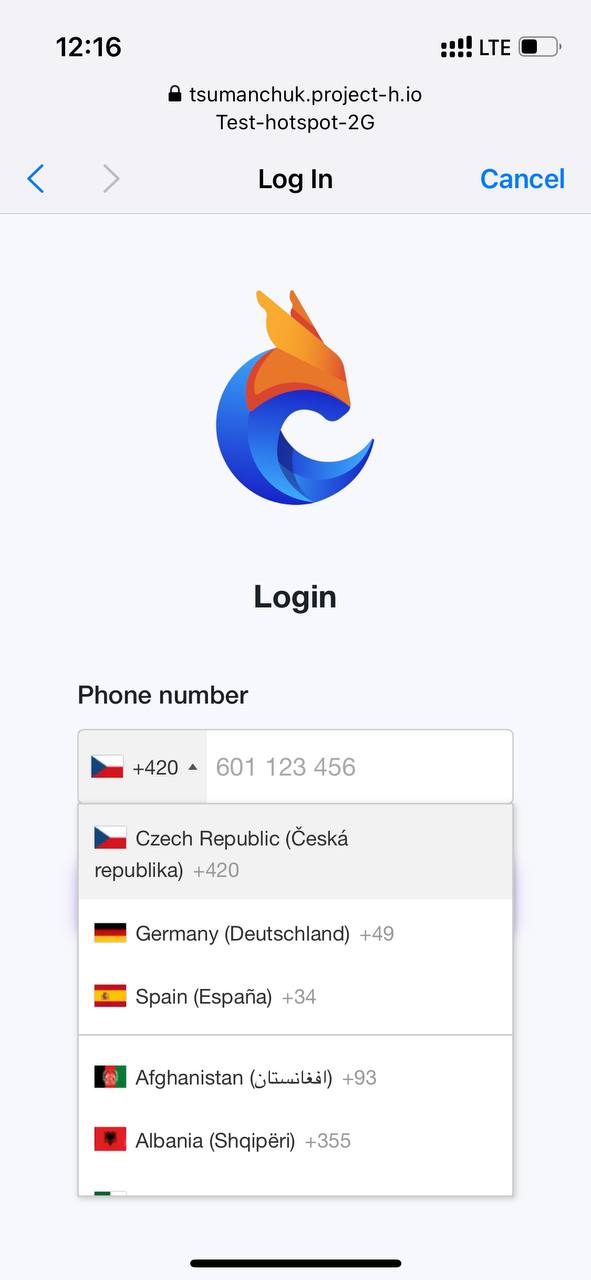 12:16
LTE
tsumanchuk.project-h.io
Test-hotspot-2G
Log In
Cancel
Login
Phone number
+420
601 123 456
Czech Republic (Česká
republika) +420
Germany (Deutschland) +49
Spain (España) +34
Afghanistan (‫افغانستان‬‎) +93
Albania (Shqipëri) +355